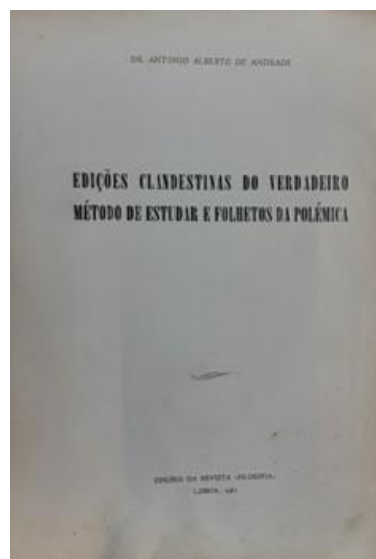 DR. ANTONIO ALBERTO DE ANDRADE
EDIÇÕES CLANDESTINAS DO VERDADEIRO
MÉTODO DE ESTUDAR E FOLHETOS DA POLÉMICA
EDIÇÕES DA REVISTA «FILOSOFIA»
LISBOA,